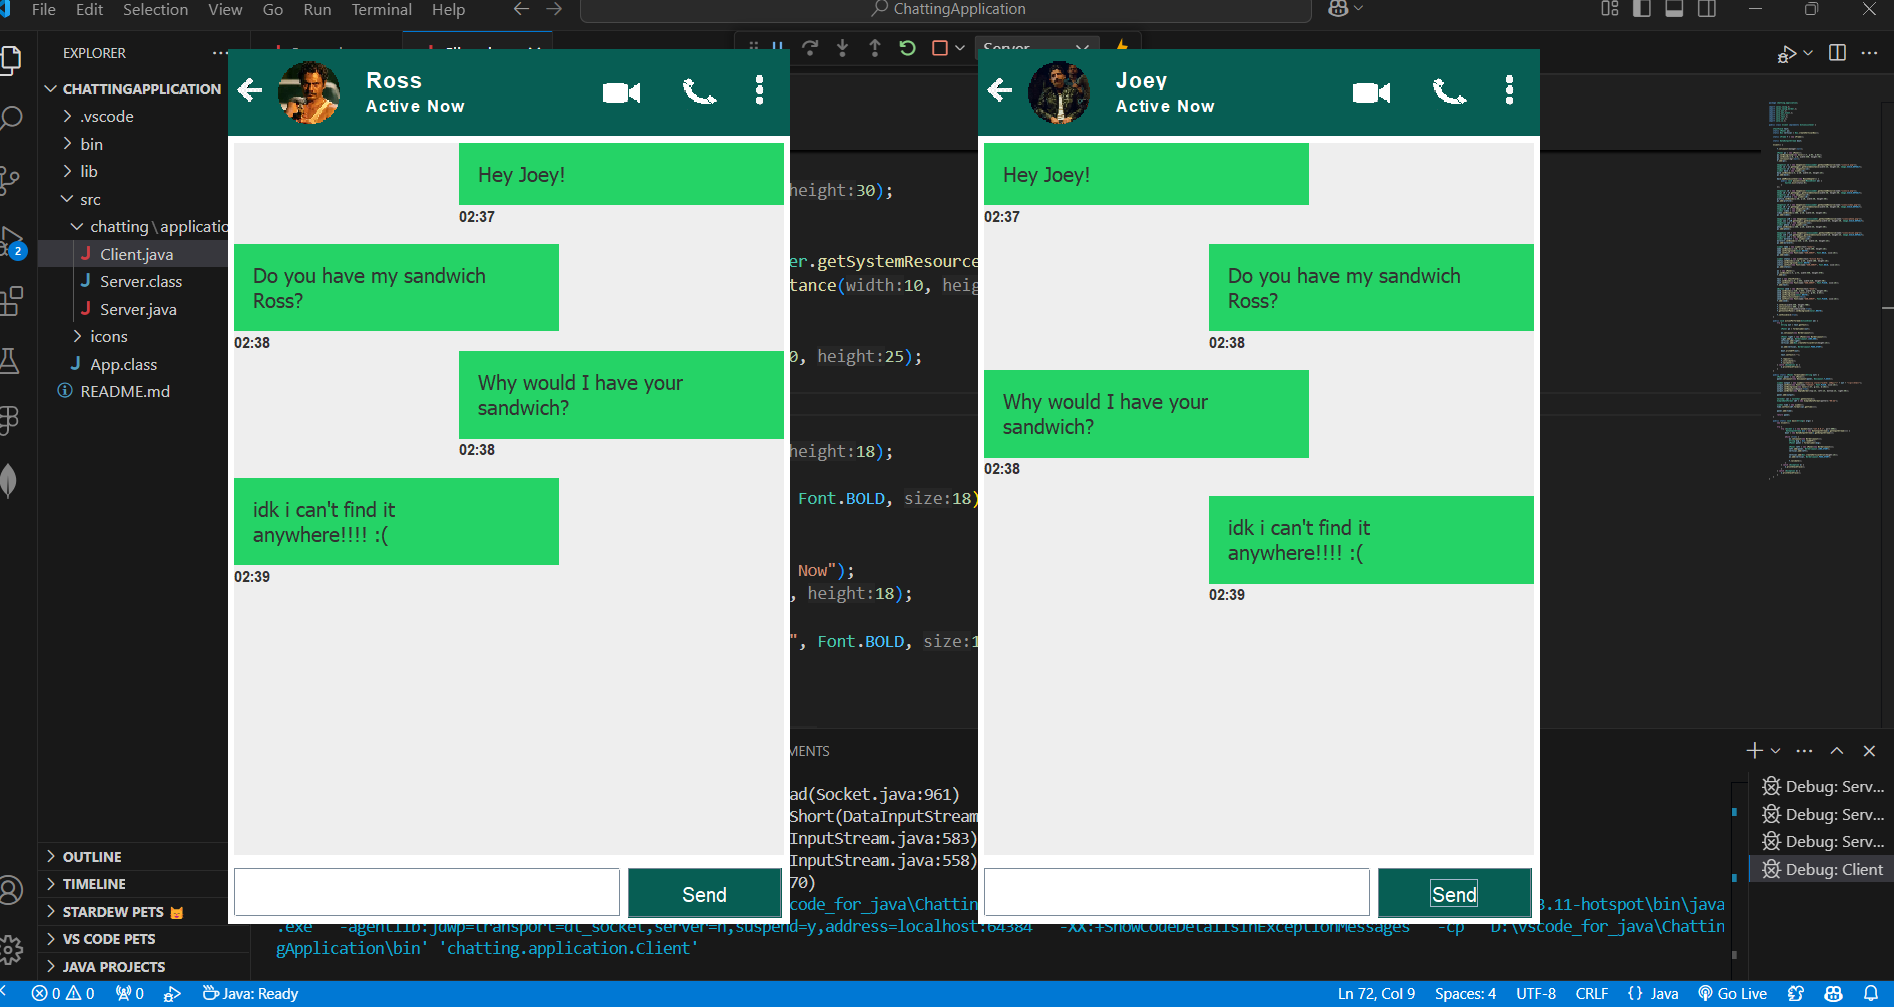 File Edit Selection View Go Run Terminal Help
ChattingApplication
EXPLORER
Server
CHATTINGAPPLICATION
.vscode
bin
lib
src
chatting\applicatio
Client.java
Server.class
Server.java
icons
App.class
README.md
OUTLINE
TIMELINE
STARDEW PETS
VS CODE PETS
JAVA PROJECTS
2
Ross
Active Now
Hey Joey!
02:37
Do you have my sandwich
Ross?
02:38
Why would I have your
sandwich?
02:38
idk i can't find it
anywhere!!!! :(
02:39
Send
height:30);
er.getSystemResource
tance(width:10, heig
0, height:25);
height:18);
Font.BOLD, size:18)
Now");
, height:18);
", Font.BOLD, size:1
Joey
Active Now
Hey Joey!
02:37
Do you have my sandwich
Ross?
02:38
Why would I have your
sandwich?
02:38
idk i can't find it
anywhere!!!! :(
02:39
Send
MENTS
ad(Socket.java:961)
Short(DataInputStream
InputStream.java:583)
InputStream.java:558)
70)
code_for_java\Chattin
3.11-hotspot\bin\java
.exe' '-agentlib:jdwp=transport=dt_socket,server=n,suspend=y,address=localhost:64384' '-XX:+ShowCodeDetailsInExceptionMessages' '-cp' 'D:\vscode_for_java\Chattin
gApplication\bin' 'chatting.application.Client'
Debug: Serv...
Debug: Serv...
Debug: Serv...
Debug: Client
0 0 0 Java: Ready
Ln 72, Col 9 Spaces: 4 UTF-8 CRLF {} Java Go Live